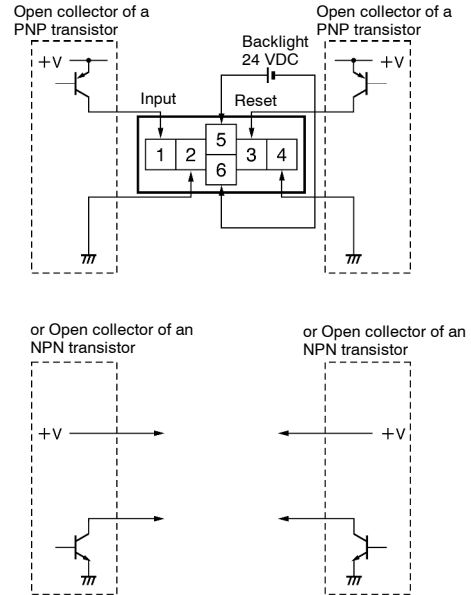 Open collector of a
PNP transistor
Open collector of a
PNP transistor
Backlight
24 VDC
+V
+V
Input
Reset
1
2
5
6
3
4
or Open collector of an
NPN transistor
or Open collector of an
NPN transistor
+V
+V